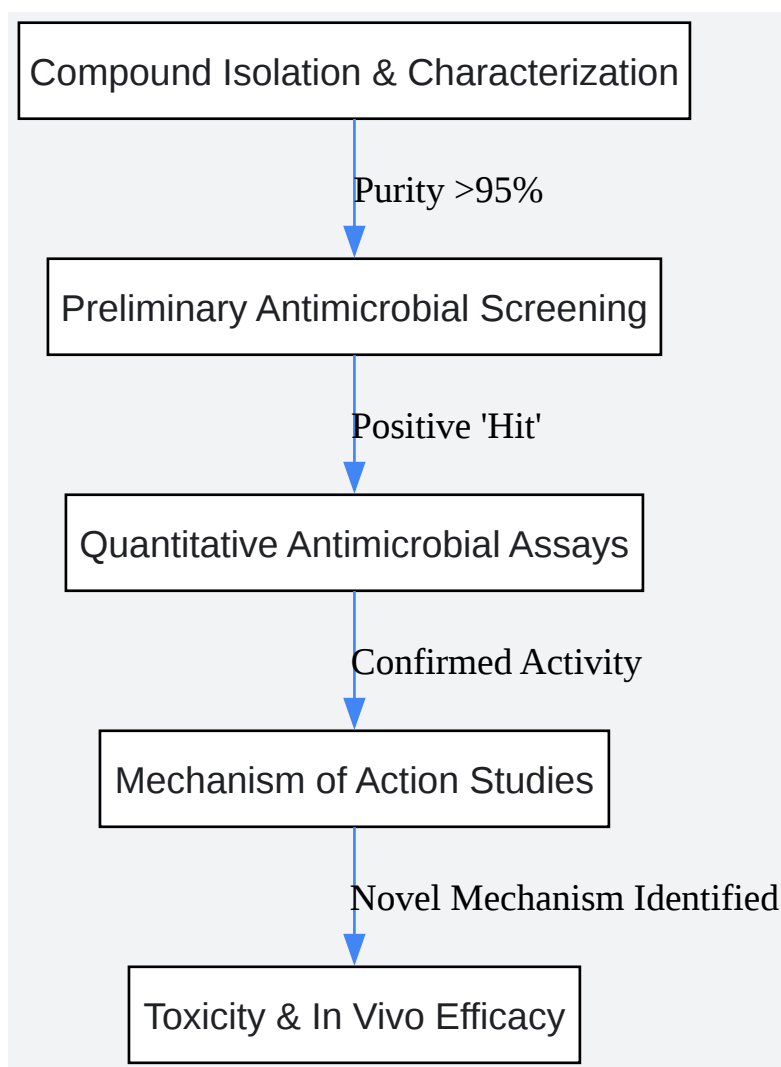 Compound Isolation & Characterization
Purity >95%
Preliminary Antimicrobial Screening
Positive 'Hit'
Quantitative Antimicrobial Assays
Confirmed Activity
Mechanism of Action Studies
Novel Mechanism Identified
Toxicity & In Vivo Efficacy